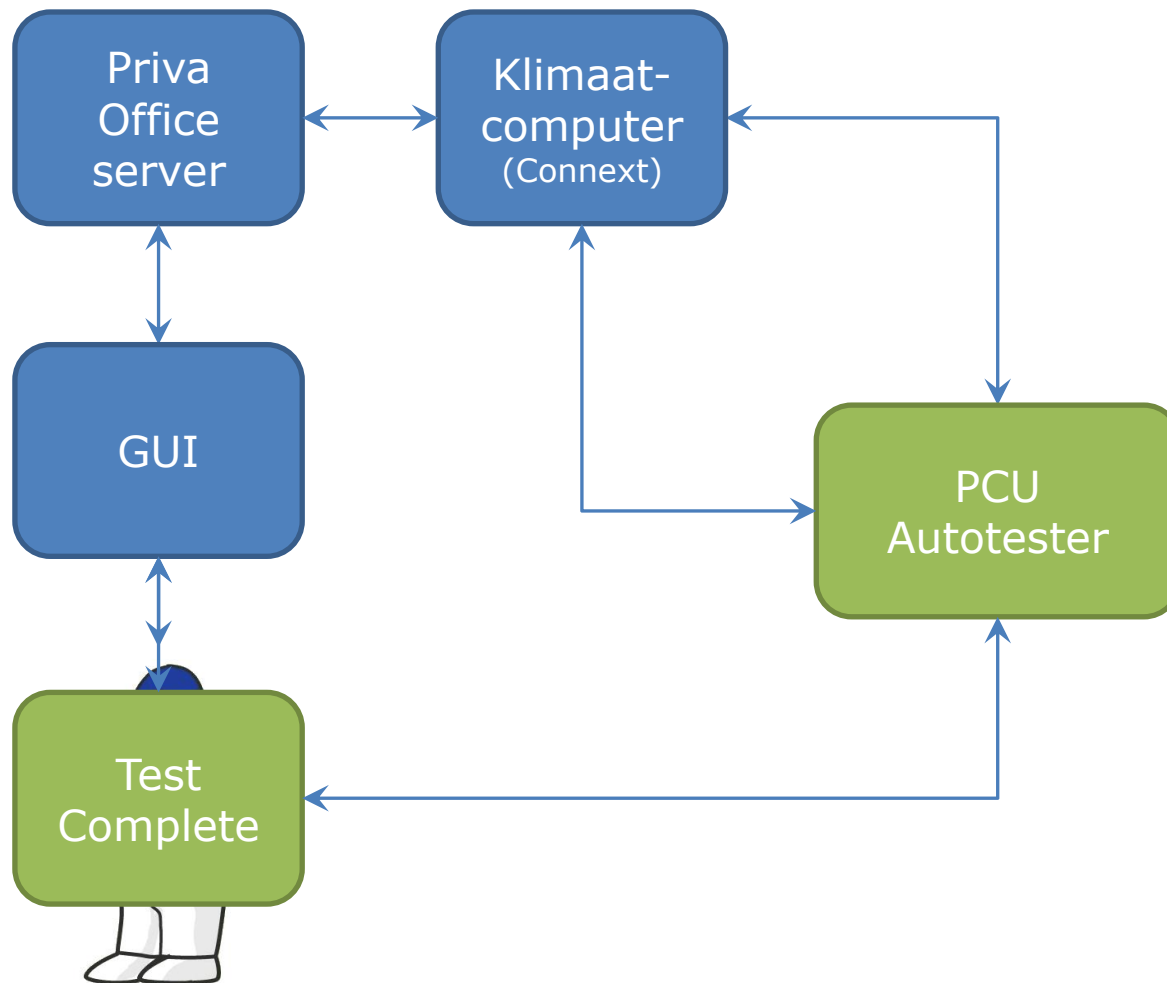 Priva
Office
server
Klimaat-
computer
(Connext)
GUI
PCU
Autotester
Test
Complete